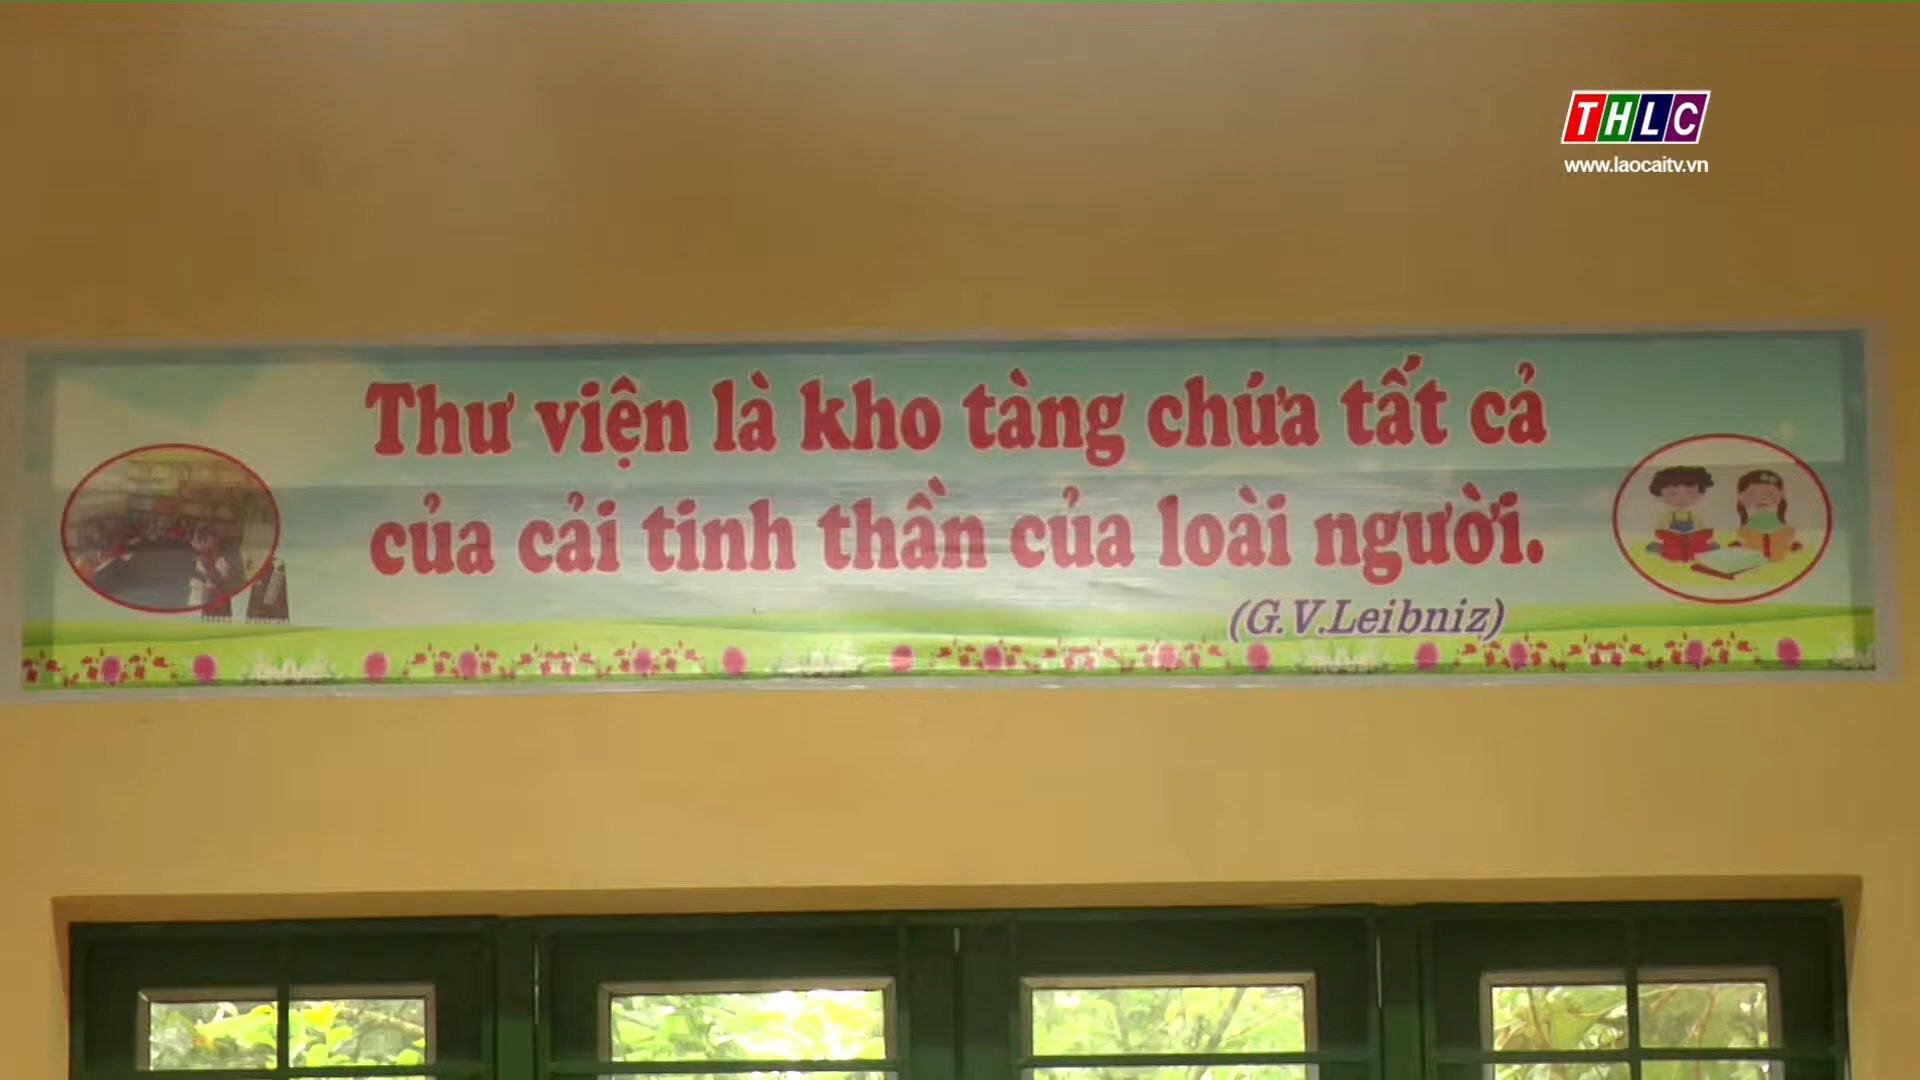 THLC
www.laocaitv.vn
Thư viện là kho tàng chứa tất cả
của cải tinh thần của loài người.
(G.V.Leibniz)